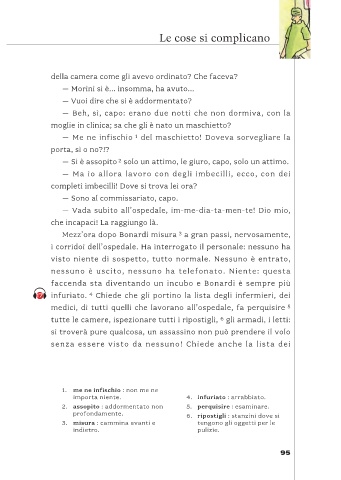 Le cose si complicano
della camera come gli avevo ordinato? Che faceva?
— Morini si è... insomma, ha avuto...
— Vuoi dire che si è addormentato?
— Beh, sì, capo: erano due notti che non dormiva, con la
moglie in clinica; sa che gli è nato un maschietto?
— Me ne infischio 1 del maschietto! Doveva sorvegliare la
porta, sì o no?!?
— Si è assopito 2 solo un attimo, le giuro, capo, solo un attimo.
— Ma io allora lavoro con degli imbecilli, ecco, con dei
completi imbecilli! Dove si trova lei ora?
— Sono al commissariato, capo.
— Vada subito all'ospedale, im-me-dia-ta-men-te! Dio mio,
che incapaci! La raggiungo là.
Mezz'ora dopo Bonardi misura 3 a gran passi, nervosamente,
i corridoi dell'ospedale. Ha interrogato il personale: nessuno ha
visto niente di sospetto, tutto normale. Nessuno è entrato,
nessuno è uscito, nessuno ha telefonato. Niente: questa
faccenda sta diventando un incubo e Bonardi è sempre più
infuriato. 4 Chiede che gli portino la lista degli infermieri, dei
medici, di tutti quelli che lavorano all'ospedale, fa perquisire 5
tutte le camere, ispezionare tutti i ripostigli, 6 gli armadi, i letti:
si troverà pure qualcosa, un assassino non può prendere il volo
senza essere visto da nessuno! Chiede anche la lista dei
1. me ne infischio : non me ne
importa niente.
2. assopito : addormentato non
profondamente.
3. misura : cammina avanti e
indietro.
4. infuriato : arrabbiato.
5. perquisire : esaminare.
6. ripostigli : stanzini dove si
tengono gli oggetti per le
pulizie.
95